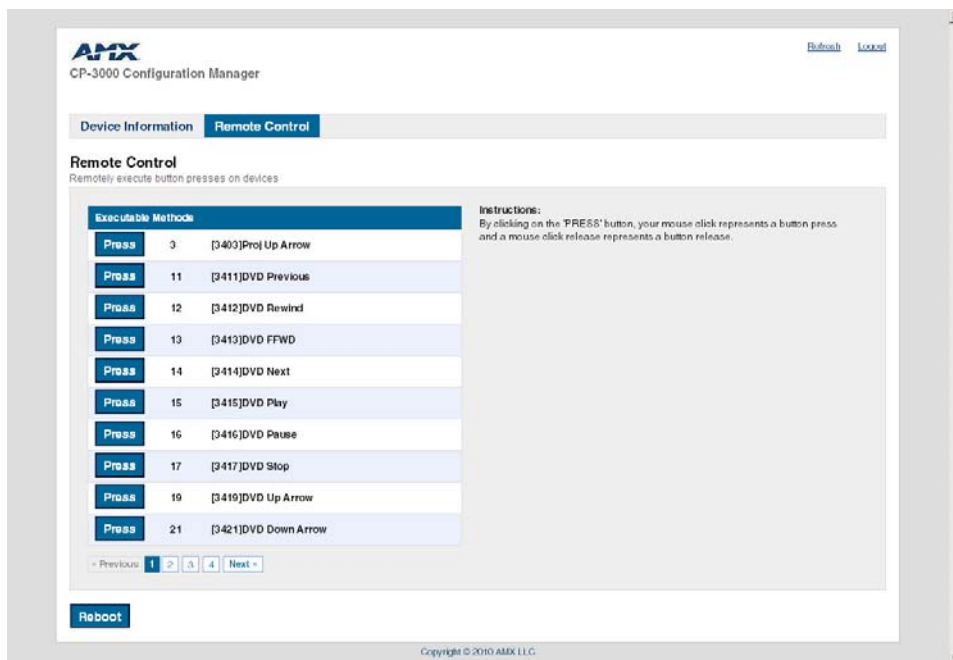 AMX
Refresh Logout
CP-3000 Configuration Manager
Device Information Remote Control
Remote Control
Remotely execute button presses on devices
Executable Methods
Press 3 [3403]Proj Up Arrow
Press 11 [3411]DVD Previous
Press 12 [3412]DVD Rewind
Press 13 [3413]DVD FFWD
Press 14 [3414]DVD Next
Press 15 [3415]DVD Play
Press 16 [3416]DVD Pause
Press 17 [3417]DVD Stop
Press 19 [3419]DVD Up Arrow
Press 21 [3421]DVD Down Arrow
« Previous 1 2 3 4 Next »
Instructions:
By clicking on the 'PRESS' button, your mouse click represents a button press
and a mouse click release represents a button release.
Reboot
Copyright © 2010 AMX LLC